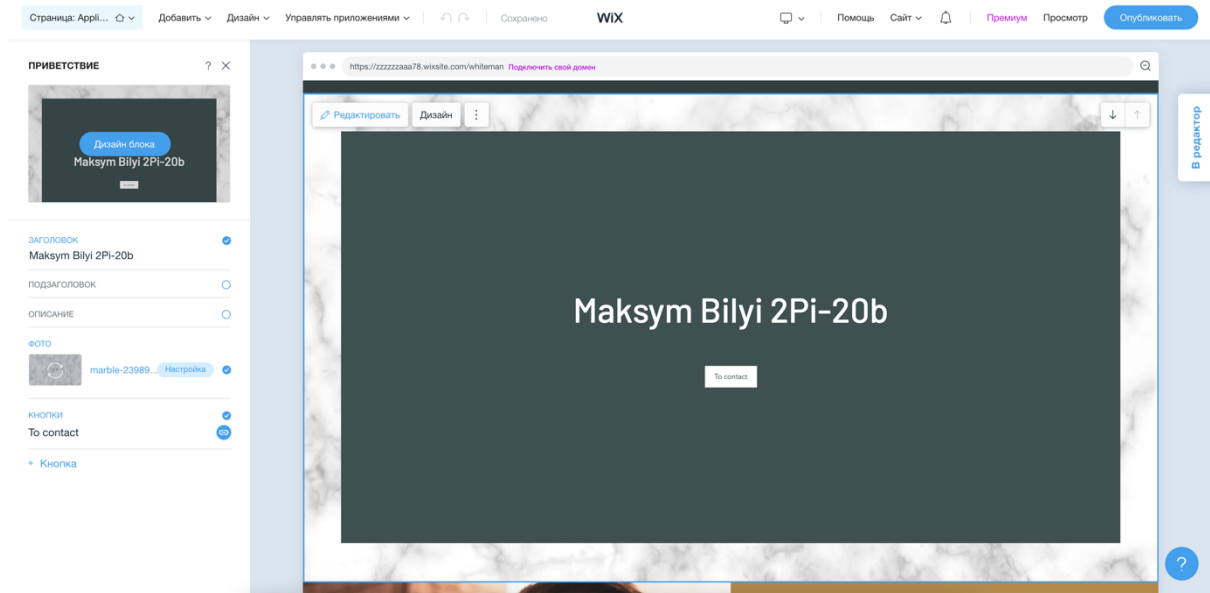 Страница: Appli... Добавить Дизайн Управлять приложениями Сохранено WiX Помощь Сайт Премиум Просмотр Опубликовать
ПРИВЕТСТВИЕ ?
Дизайн блока
Maksym Bilyi 2Pi-20b
ЗАГОЛОВОК
Maksym Bilyi 2Pi-20b
ПОДЗАГОЛОВОК
ОПИСАНИЕ
ФОТО
marble-23989... Настройка
КНОПКИ
To contact
+ Кнопка
https://zzzzzzaaa78.wixsite.com/whiteman Подключить свой домен
Редактировать Дизайн
Maksym Bilyi 2Pi-20b
To contact
В редактор
?